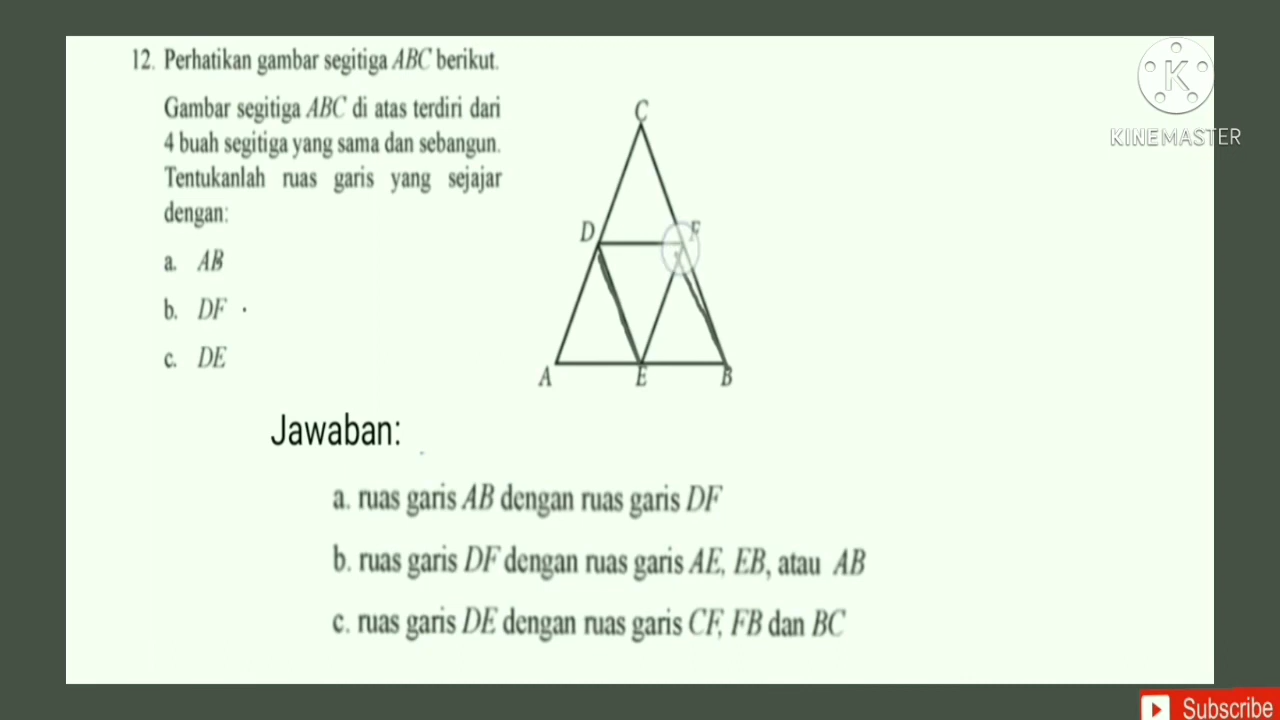 12. Perhatikan gambar segitiga ABC berikut.
Gambar segitiga ABC di atas terdiri dari
4 buah segitiga yang sama dan sebangun.
Tentukanlah ruas garis yang sejajar
dengan:
a. AB
b. DF
c. DE
C
D
F
A
E
B
K
KINEMASTER
Jawaban:
a. ruas garis AB dengan ruas garis DF
b. ruas garis DF dengan ruas garis AE, EB, atau AB
c. ruas garis DE dengan ruas garis CF, FB dan BC
Subscribe